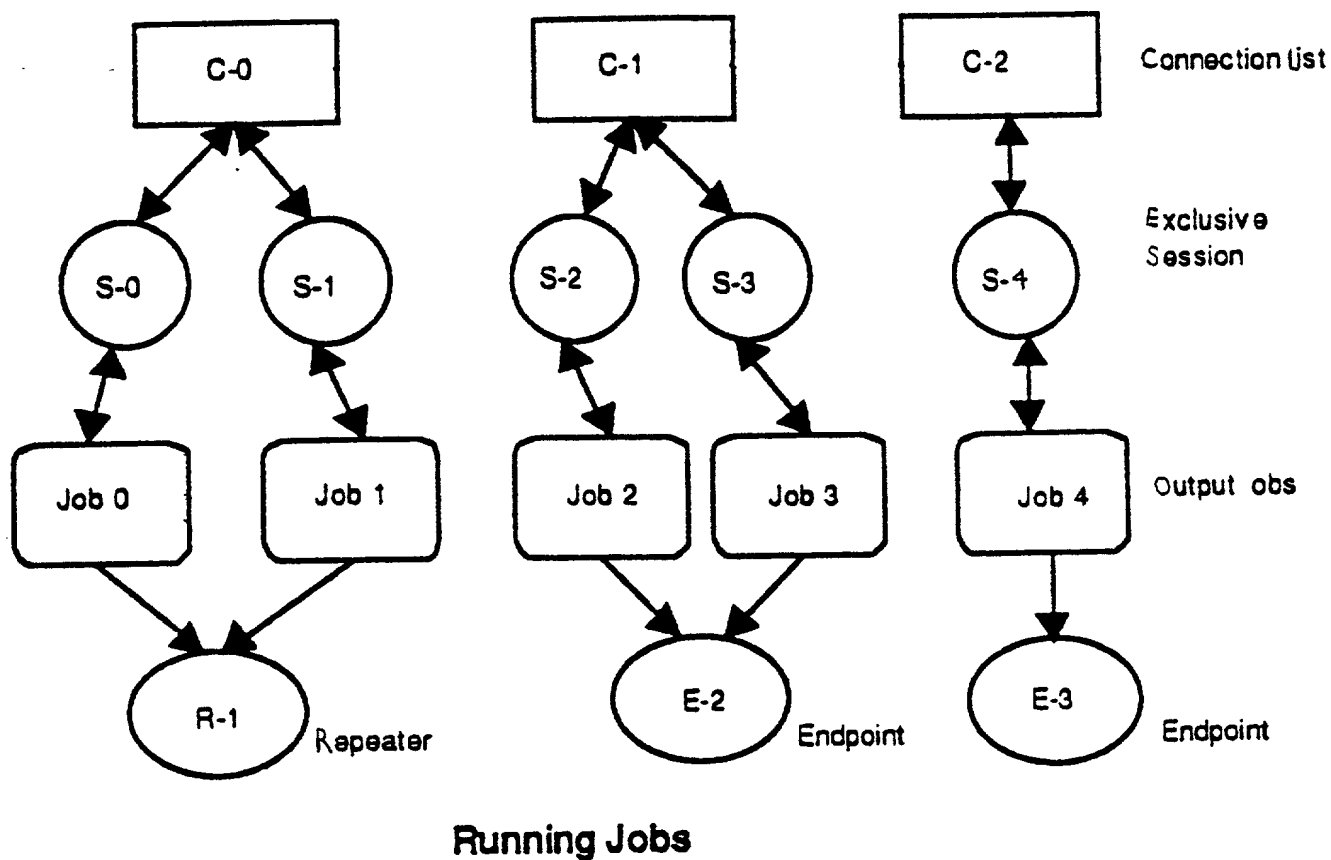 C-0
C-1
C-2
Connection list
S-0
S-1
S-2
S-3
S-4
Exclusive
Session
Job 0
Job 1
Job 2
Job 3
Job 4
Output obs
R-1
Repeater
E-2
Endpoint
E-3
Endpoint
Running Jobs